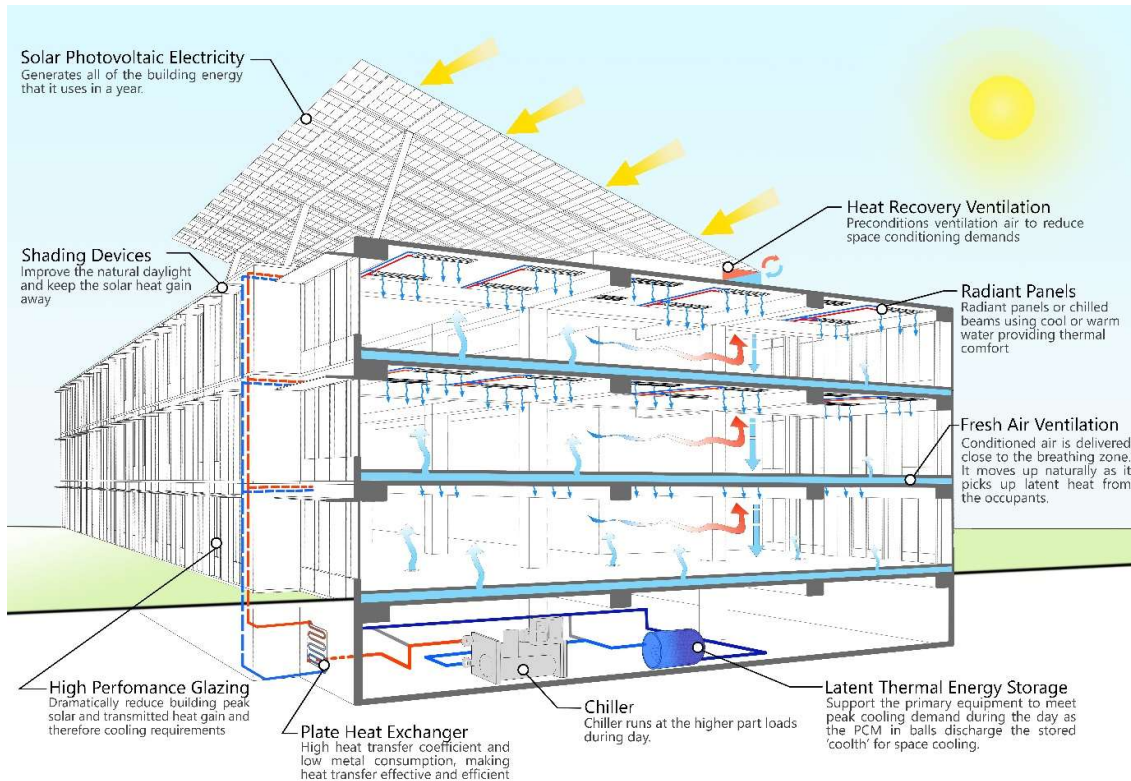 Solar Photovoltaic Electricity
Generates all of the building energy
that it uses in a year.
Shading Devices
Improve the natural daylight
and keep the solar heat gain
away
Heat Recovery Ventilation
Preconditions ventilation air to reduce
space conditioning demands
Radiant Panels
Radiant panels or chilled
beams using cool or warm
water providing thermal
comfort
Fresh Air Ventilation
Conditioned air is delivered
close to the breathing zone.
It moves up naturally as it
picks up latent heat from
the occupants.
High Perfomance Glazing
Dramatically reduce building peak
solar and transmitted heat gain and
therefore cooling requirements
Plate Heat Exchanger
High heat transfer coefficient and
low metal consumption, making
heat transfer effective and efficient
Chiller
Chiller runs at the higher part loads
during day.
Latent Thermal Energy Storage
Support the primary equipment to meet
peak cooling demand during the day as
the PCM in balls discharge the stored
'coolth' for space cooling.